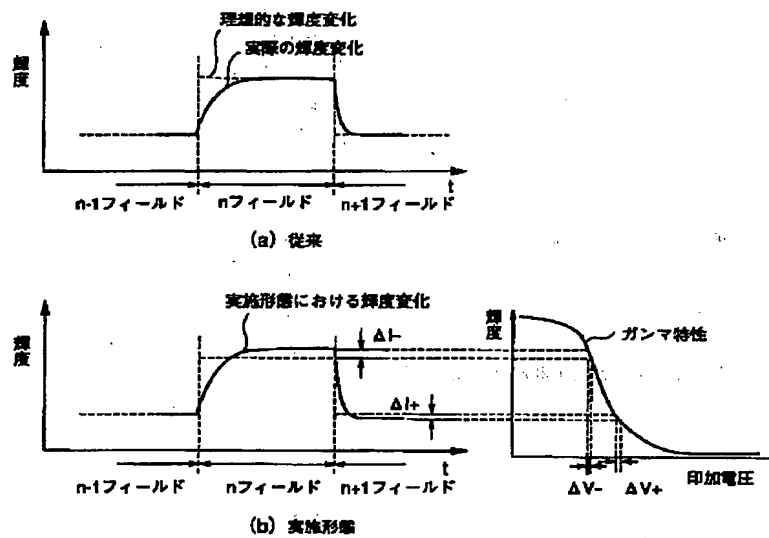 理想的な輝度変化
実際の輝度変化
輝度
t
n-1フィールド
nフィールド
n+1フィールド
(a) 従来
実施形態における輝度変化
輝度
ΔI-
ΔI+
t
n-1フィールド
nフィールド
n+1フィールド
輝度
ガンマ特性
印加電圧
ΔV-
ΔV+
(b) 実施形態